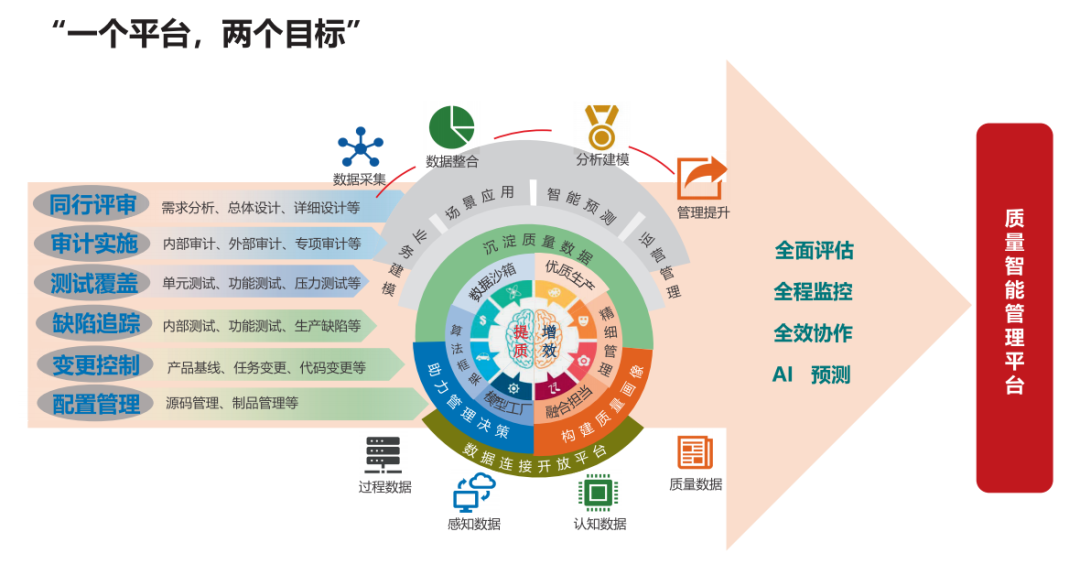 “一个平台，两个目标”
数据采集
数据整合
分析建模
管理提升
同行评审
需求分析、总体设计、详细设计等
审计实施
内部审计、外部审计、专项审计等
测试覆盖
单元测试、功能测试、压力测试等
缺陷追踪
内部测试、功能测试、生产缺陷等
变更控制
产品基线、任务变更、代码变更等
配置管理
源码管理、制品管理等
业务建模
场景应用
智能预测
运营管理
沉淀质量数据
数据沙箱
优质生产
算法框架
精细管理
提质
增效
模型工厂
融合担当
助力管理决策
构建质量画像
数据连接开放平台
过程数据
感知数据
认知数据
质量数据
全面评估
全程监控
全效协作
AI 预测
质量智能管理平台